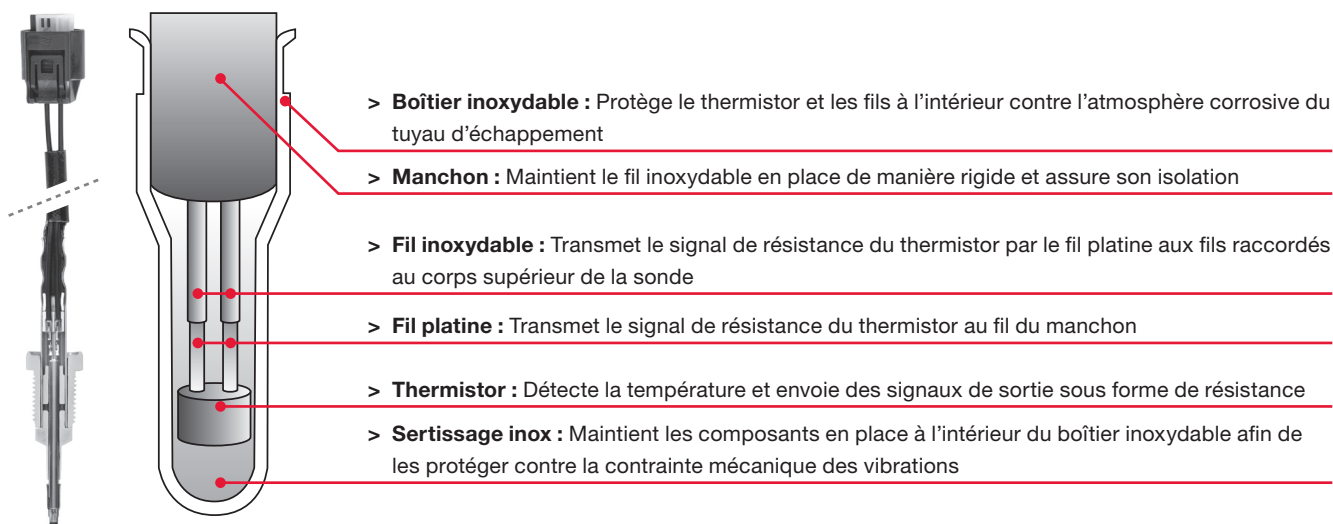 > Boîtier inoxydable : Protège le thermistor et les fils à l’intérieur contre l’atmosphère corrosive du
tuyau d’échappement
> Manchon : Maintient le fil inoxydable en place de manière rigide et assure son isolation
> Fil inoxydable : Transmet le signal de résistance du thermistor par le fil platine aux fils raccordés
au corps supérieur de la sonde
> Fil platine : Transmet le signal de résistance du thermistor au fil du manchon
> Thermistor : Détecte la température et envoie des signaux de sortie sous forme de résistance
> Sertissage inox : Maintient les composants en place à l’intérieur du boîtier inoxydable afin de
les protéger contre la contrainte mécanique des vibrations